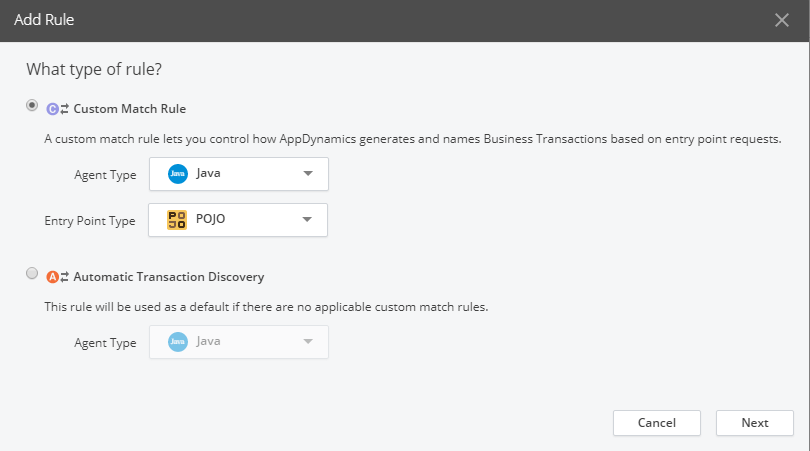 Add Rule
What type of rule?
C Custom Match Rule
A custom match rule lets you control how AppDynamics generates and names Business Transactions based on entry point requests.
Agent Type Java Java
Entry Point Type POJO POJO
A Automatic Transaction Discovery
This rule will be used as a default if there are no applicable custom match rules.
Agent Type Java Java
Cancel Next